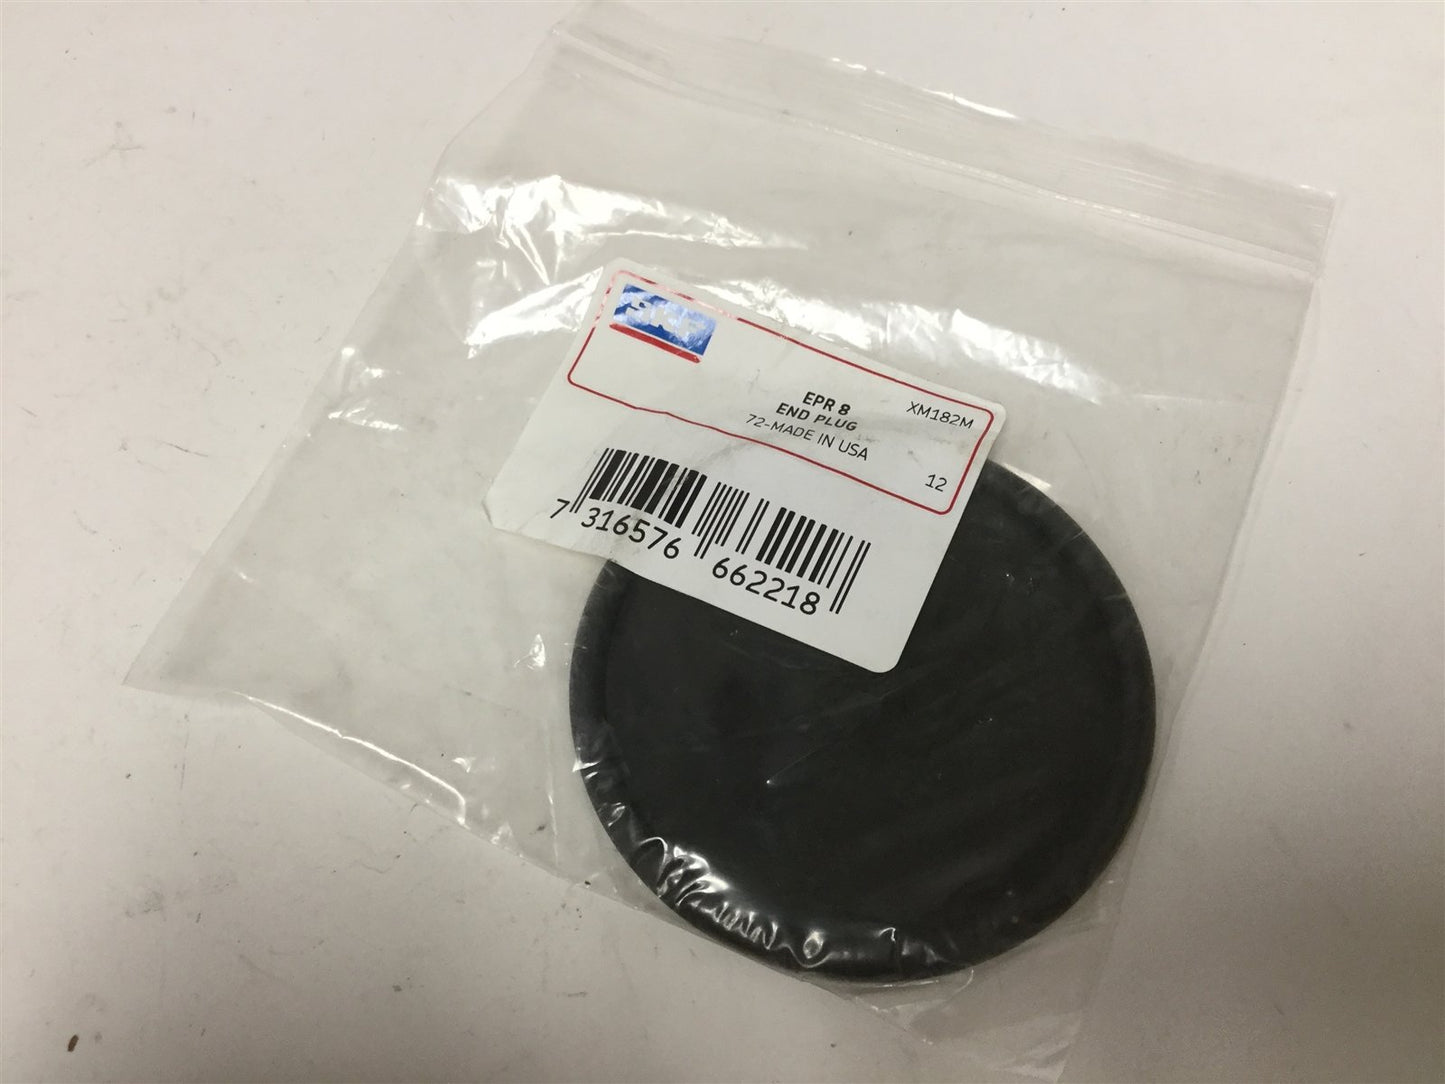 SKF
EPR 8
END PLUG
72-MADE IN USA
XM182M
12
7 316576 662218